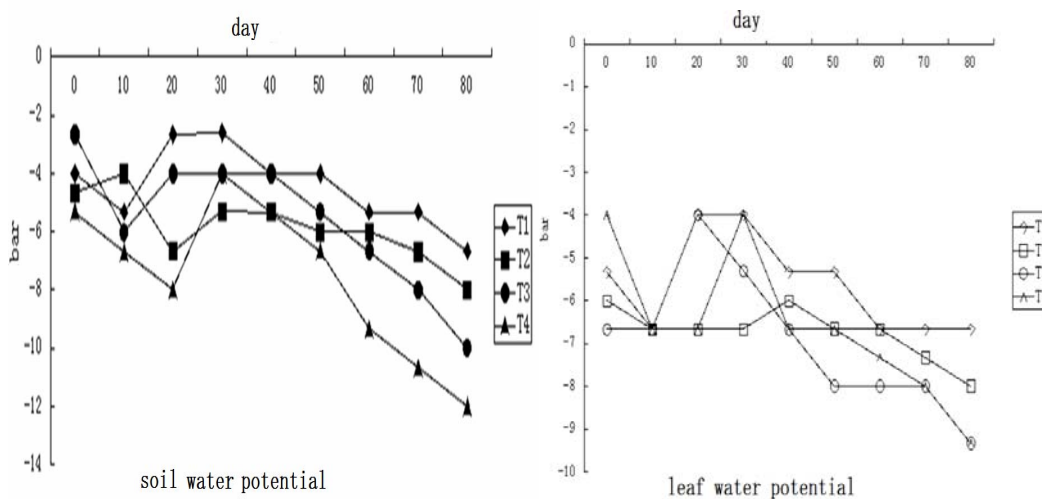 day
0
0 10 20 30 40 50 60 70 80
-2
-4
-6
-8
-10
-12
-14
bar
T1
T2
T3
T4
soil water potential
day
0
0 10 20 30 40 50 60 70 80
-1
-2
-3
-4
-5
-6
-7
-8
-9
-10
bar
T
T
T
T
leaf water potential